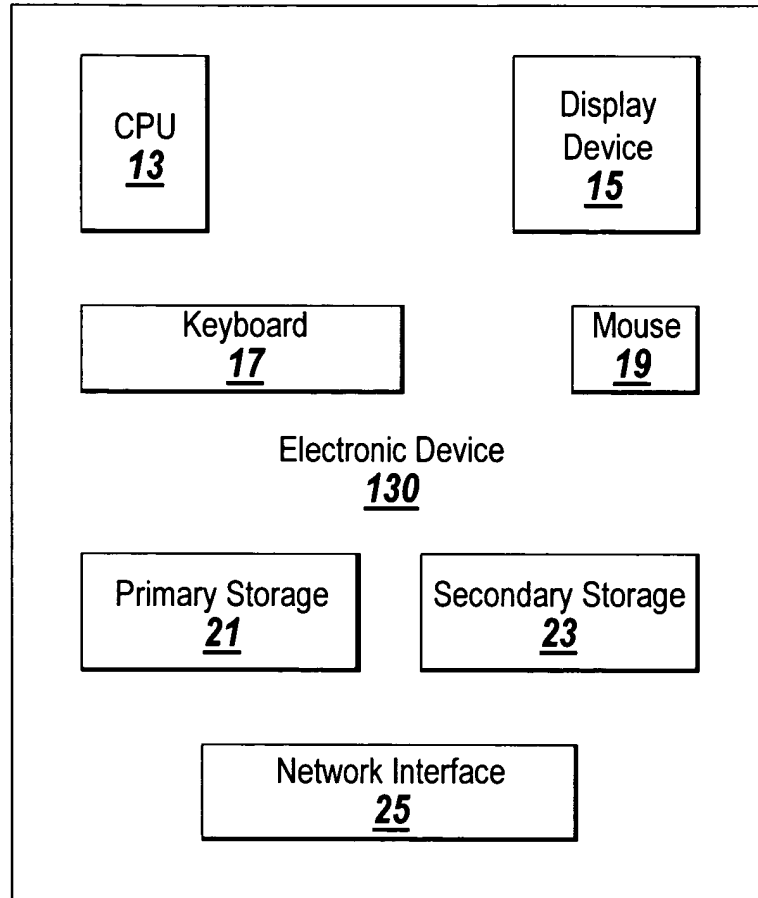 CPU
13
Display
Device
15
Keyboard
17
Mouse
19
Electronic Device
130
Primary Storage
21
Secondary Storage
23
Network Interface
25